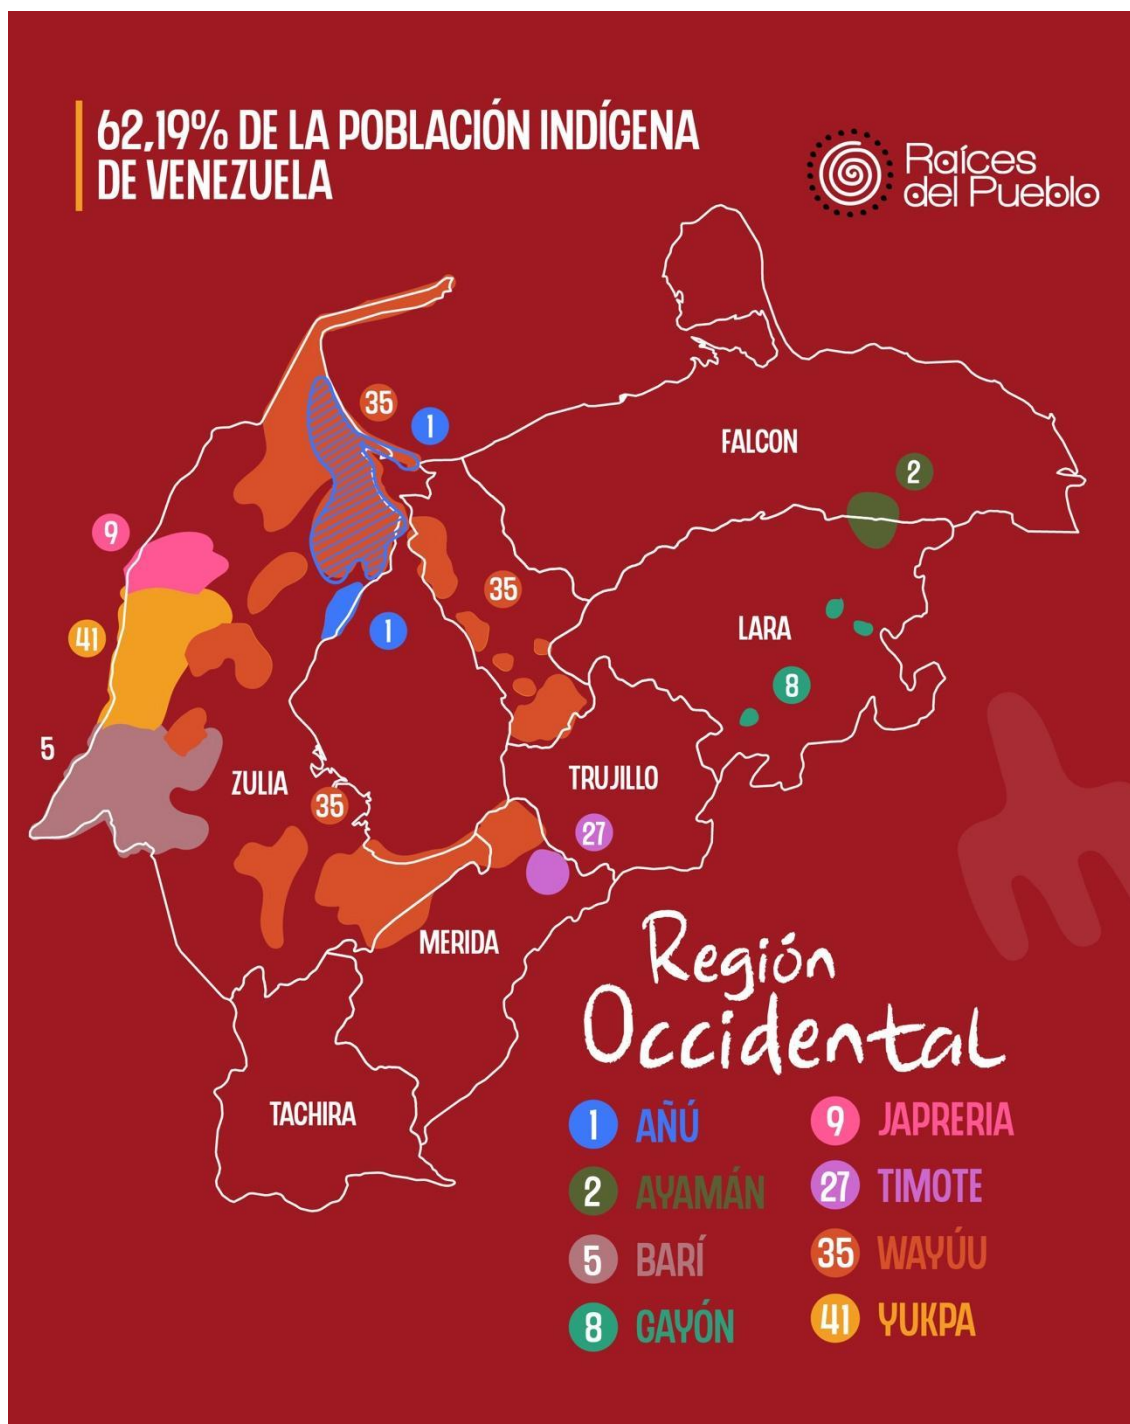 62,19% DE LA POBLACIÓN INDÍGENA
DE VENEZUELA
Raíces
del Pueblo
35
1
FALCON
2
9
35
41
1
LARA
8
5
ZULIA
TRUJILLO
35
27
MERIDA
TACHIRA
Región
Occidental
1 AÑÚ
2 AYAMÁN
5 BARÍ
8 GAYÓN
9 JAPRERIA
27 TIMOTE
35 WAYÚU
41 YUKPA